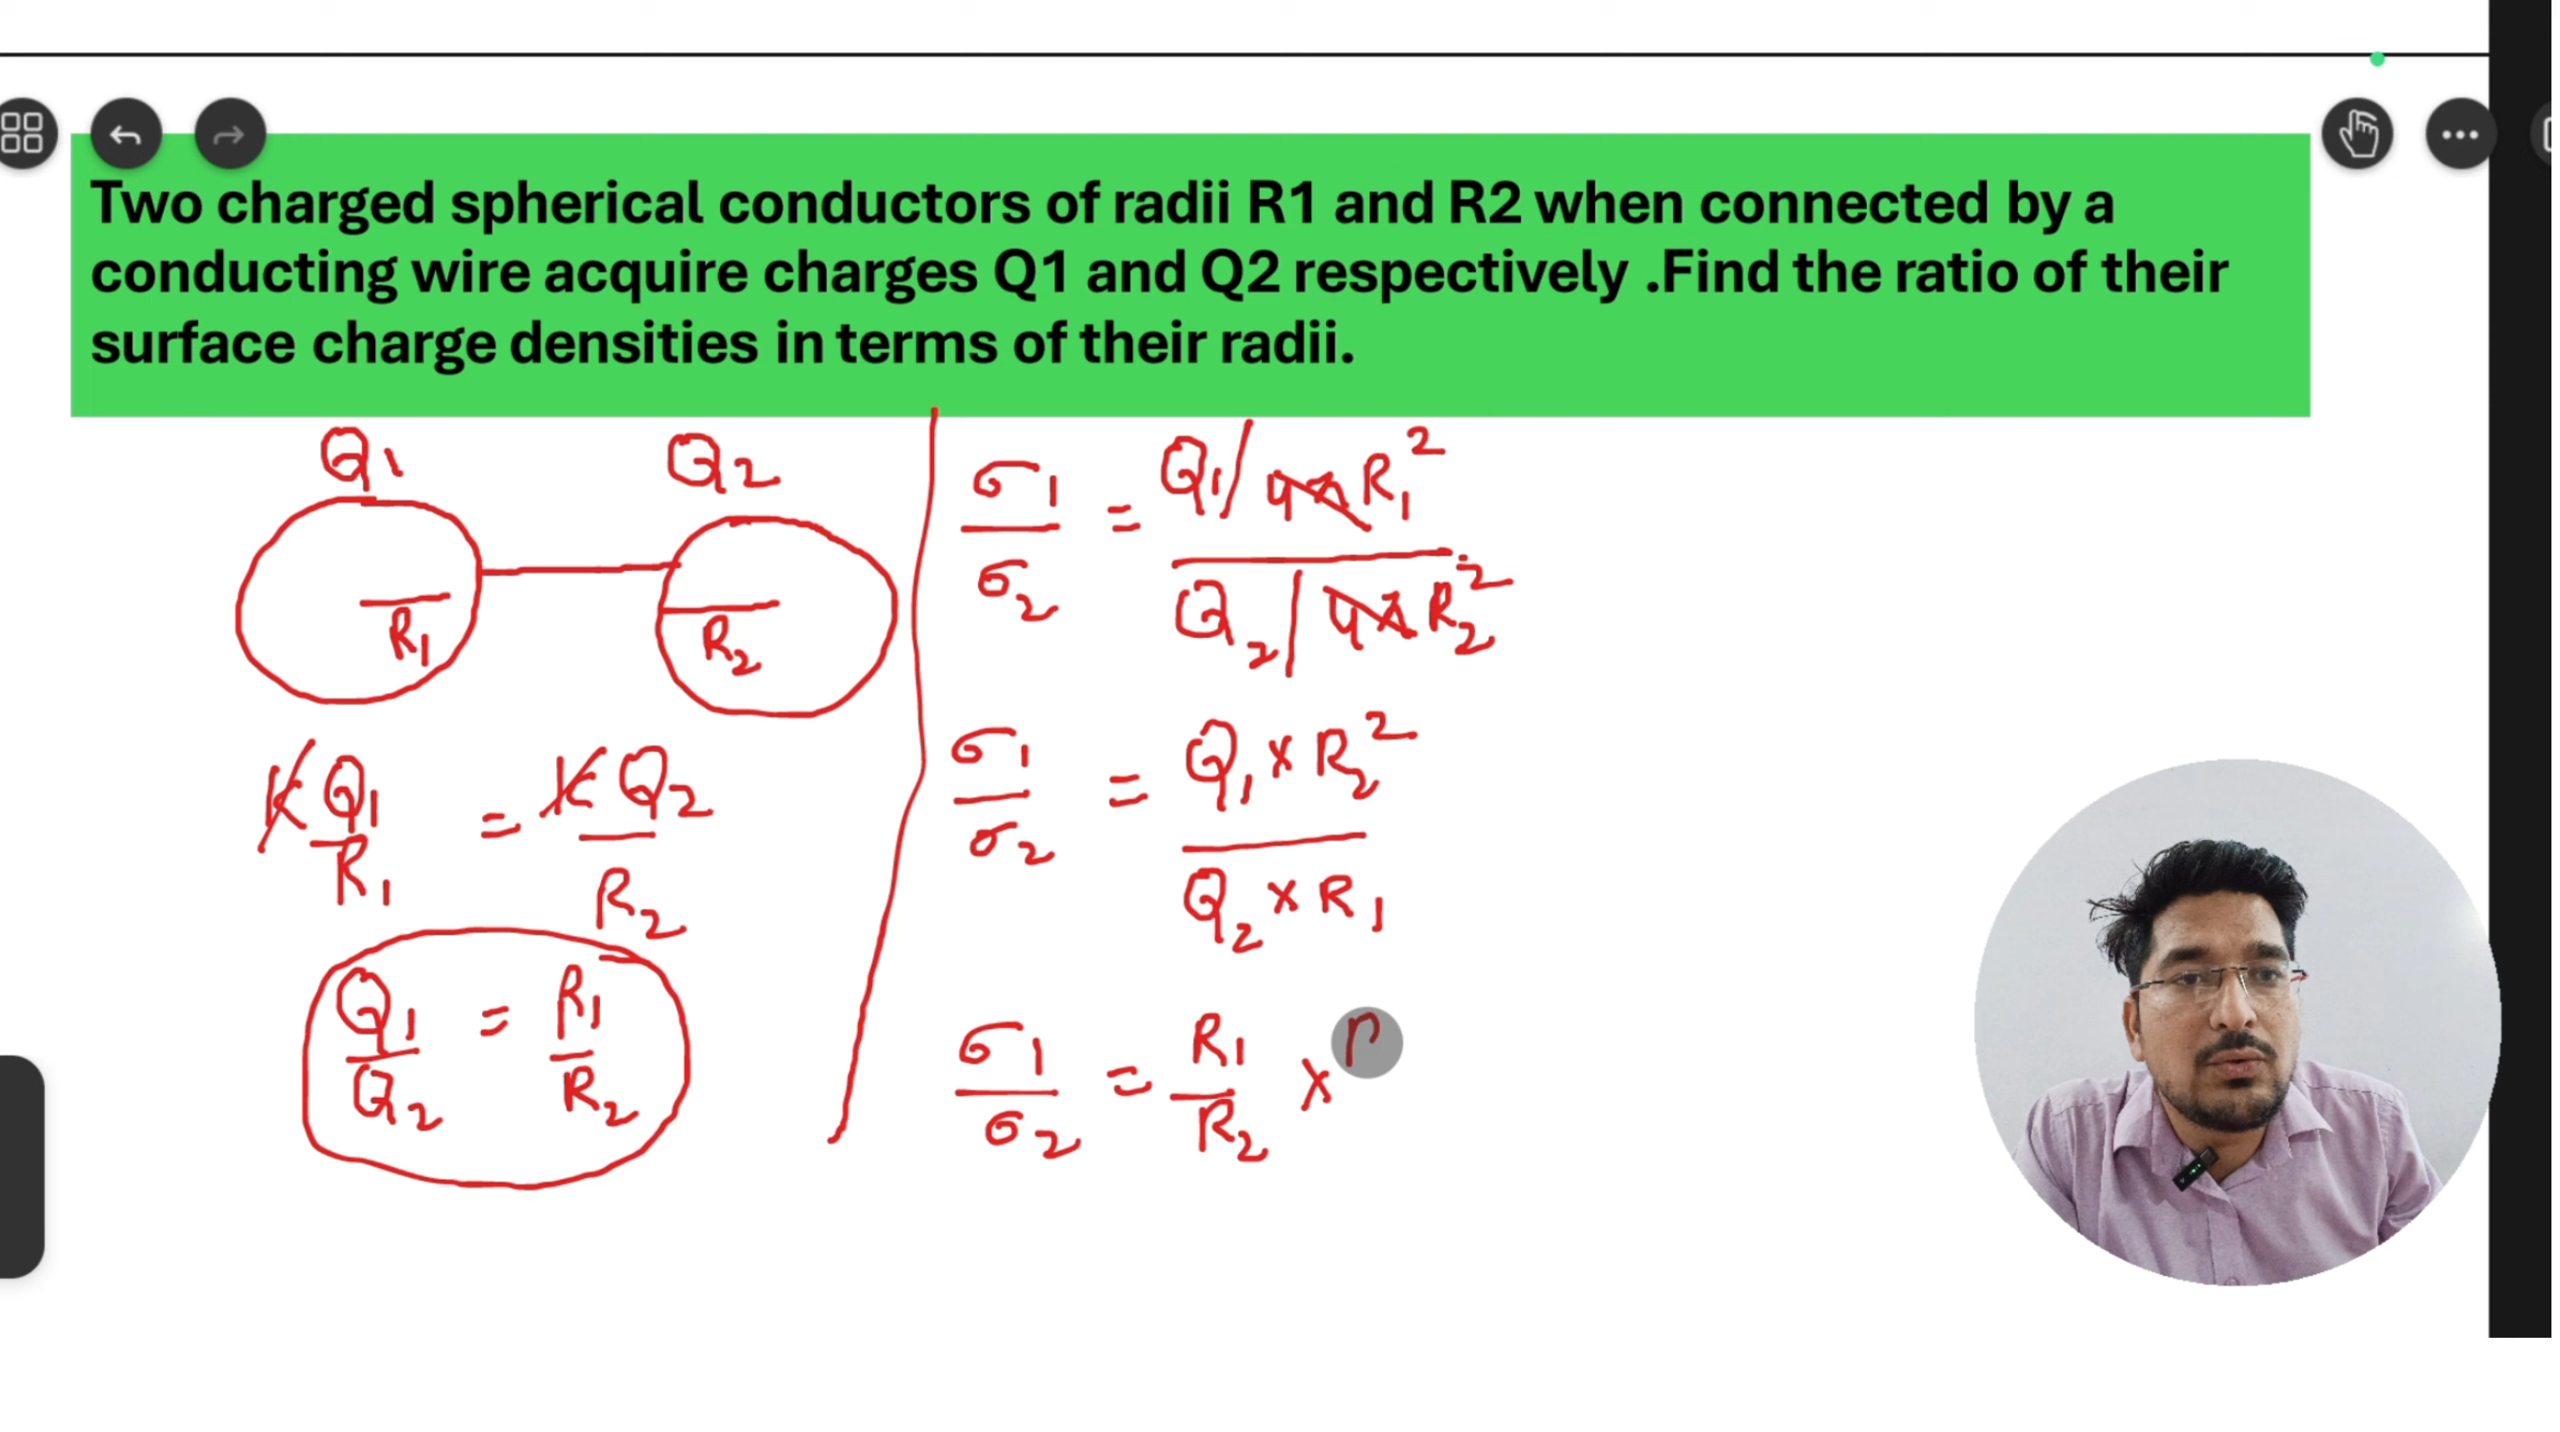 Two charged spherical conductors of radii R1 and R2 when connected by a
conducting wire acquire charges Q1 and Q2 respectively .Find the ratio of their
surface charge densities in terms of their radii.
Q1 Q2
R1 R2
KQ1/R1 = KQ2/R2
Q1/Q2 = R1/R2
σ1/σ2 = Q1/4πR1² / Q2/4πR2²
σ1/σ2 = Q1 × R2² / Q2 × R1
σ1/σ2 = R1/R2 ×